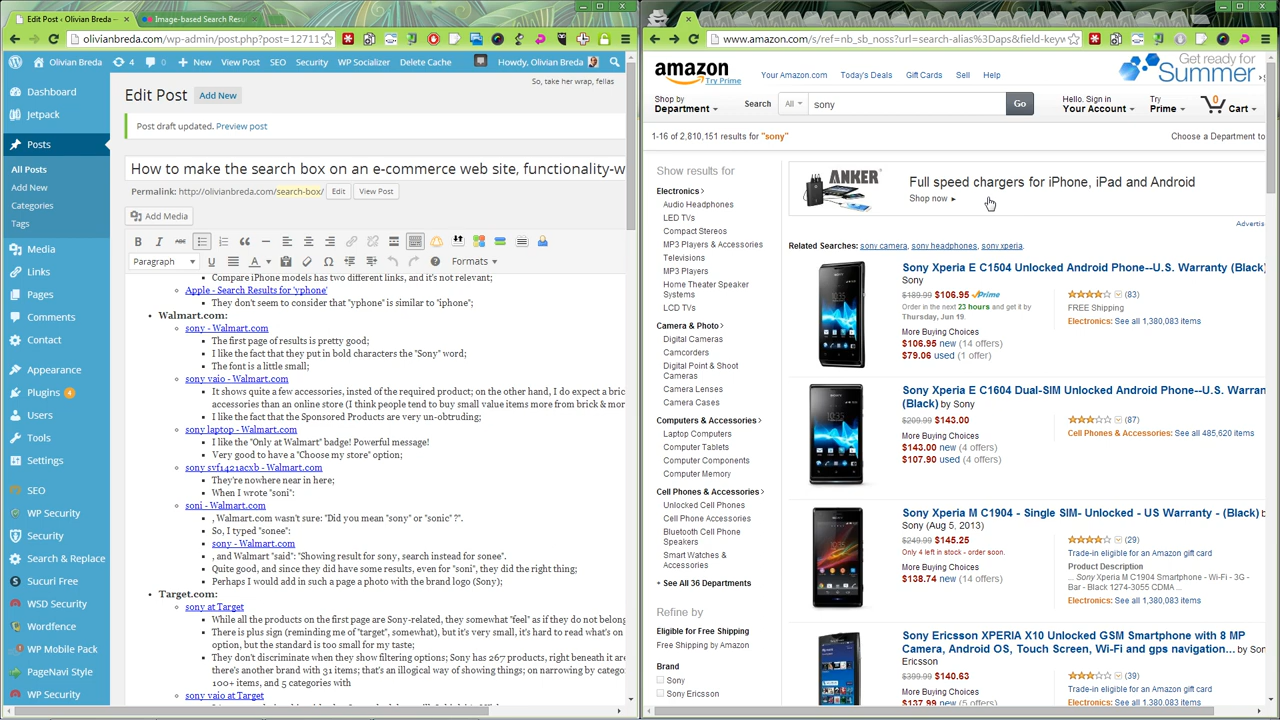 Edit Post ‹ Olivian Breda —
Image-based Search Resu
olivianbreda.com/wp-admin/post.php?post=12711
Olivian Breda
4
0
New
View Post
SEO
Security
WP Socializer
Delete Cache
Howdy, Olivian Breda
So, take her wrap, fellas
Dashboard
Jetpack
Posts
All Posts
Add New
Categories
Tags
Media
Links
Pages
Comments
Contact
Appearance
Plugins 4
Users
Tools
Settings
SEO
WP Security
Security
Search & Replace
Sucuri Free
WSD Security
Wordfence
WP Mobile Pack
PageNavi Style
WP Security
Edit Post
Add New
Post draft updated. Preview post
How to make the search box on an e-commerce web site, functionality-w
Permalink: http://olivianbreda.com/search-box/ Edit View Post
Add Media
B I ABC
Paragraph U A Formats
Compare iPhone models has two different links, and it's not relevant;
Apple - Search Results for 'yphone'
They don't seem to consider that "yphone" is similar to "iphone";
Walmart.com:
sony - Walmart.com
The first page of results is pretty good;
I like the fact that they put in bold characters the "Sony" word;
The font is a little small;
sony vaio - Walmart.com
It shows quite a few accessories, insted of the required product; on the other hand, I do expect a bric
accessories than an online store (I think people tend to buy small value items more from brick & mor
I like the fact that the Sponsored Products are very un-obtruding;
sony laptop - Walmart.com
I like the "Only at Walmart" badge! Powerful message!
Very good to have a "Choose my store" option;
sony svf1421acxb - Walmart.com
They're nowhere near in here;
When I wrote "soni":
soni - Walmart.com
, Walmart.com wasn't sure: "Did you mean "sony" or "sonic" ?".
So, I typed "sonee":
sony - Walmart.com
, and Walmart "said": "Showing result for sony, search instead for sonee".
Quite good, and since they did have some results, even for "soni", they did the right thing;
Perhaps I would add in such a page a photo with the brand logo (Sony);
Target.com:
sony at Target
While all the products on the first page are Sony-related, they somewhat "feel" as if they do not belong
There is plus sign (reminding me of "target", somewhat), but it's very small, it's hard to read what's on
option, but the standard is too small for my taste;
They don't discriminate when they show filtering options; Sony has 267 products, right beneath it are
there's another brand with 31 items; that's an illogical way of showing things; on narrowing by catego
100+ items, and 5 categories with
sony vaio at Target
www.amazon.com/s/ref=nb_sb_noss?url=search-alias%3Daps&field-keyw
amazon
Try Prime
Your Amazon.com
Today's Deals
Gift Cards
Sell
Help
Get ready for
Summer
Shop by
Department
Search
All
sony
Go
Hello. Sign in
Your Account
Try
Prime
0
Cart
1-16 of 2,810,151 results for "sony"
Choose a Department to
Show results for
Electronics
Audio Headphones
LED TVs
Compact Stereos
MP3 Players & Accessories
Televisions
MP3 Players
Home Theater Speaker
Systems
LCD TVs
Camera & Photo
Digital Cameras
Camcorders
Digital Point & Shoot
Cameras
Camera Lenses
Camera Cases
Computers & Accessories
Laptop Computers
Computer Tablets
Computer Components
Computer Memory
Cell Phones & Accessories
Unlocked Cell Phones
Cell Phone Accessories
Bluetooth Cell Phone
Speakers
Smart Watches &
Accessories
+ See All 36 Departments
Refine by
Eligible for Free Shipping
Free Shipping by Amazon
Brand
Sony
Sony Ericsson
ANKER
Full speed chargers for iPhone, iPad and Android
Shop now ▸
Advertis
Related Searches: sony camera, sony headphones, sony xperia.
Sony Xperia E C1504 Unlocked Android Phone--U.S. Warranty (Black)
Sony
$189.99 $106.95 Prime
Order in the next 23 hours and get it by
Thursday, Jun 19.
More Buying Choices
$106.95 new (14 offers)
$79.06 used (1 offer)
(83)
FREE Shipping
Electronics: See all 1,380,083 items
Sony Xperia E C1604 Dual-SIM Unlocked Android Phone--U.S. Warran
(Black) by Sony
$209.99 $143.00
More Buying Choices
$143.00 new (4 offers)
$107.90 used (4 offers)
(87)
Cell Phones & Accessories: See all 485,620 items
Sony Xperia M C1904 - Single SIM- Unlocked - US Warranty - (Black)
Sony (Aug 5, 2013)
$249.99 $145.25
Only 4 left in stock - order soon.
More Buying Choices
$138.74 new (14 offers)
(29)
Trade-in eligible for an Amazon gift card
Product Description
... Sony Xperia M C1904 Smartphone - Wi-Fi - 3G -
Bar - Black 1274-3055 CDMA ...
Electronics: See all 1,380,083 items
Sony Ericsson XPERIA X10 Unlocked GSM Smartphone with 8 MP
Camera, Android OS, Touch Screen, Wi-Fi and gps navigation... by So
Ericsson
$399.99 $140.63
More Buying Choices
$137.99 new (5 offers)
(39)
Trade-in eligible for an Amazon gift card
Electronics: See all 1,380,083 items